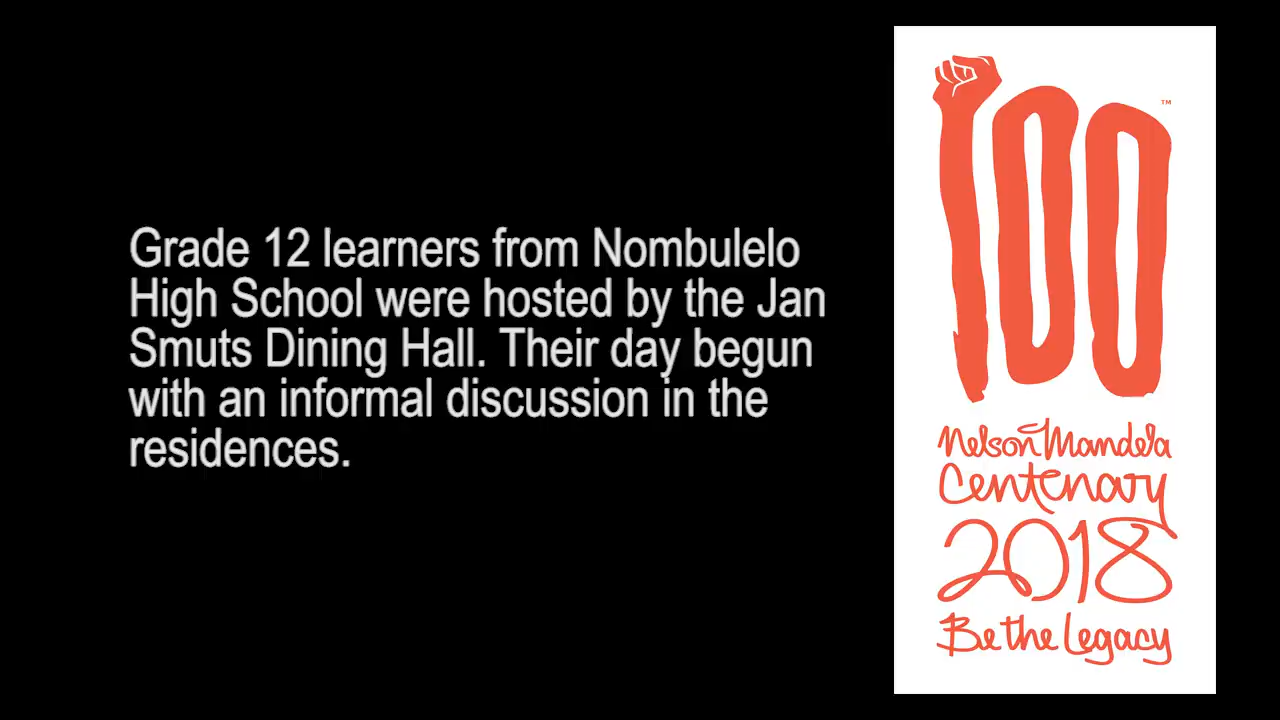 Grade 12 learners from Nombulelo
High School were hosted by the Jan
Smuts Dining Hall. Their day begun
with an informal discussion in the
residences.
100
™
Nelson Mandela
Centenary
2018
Be the Legacy